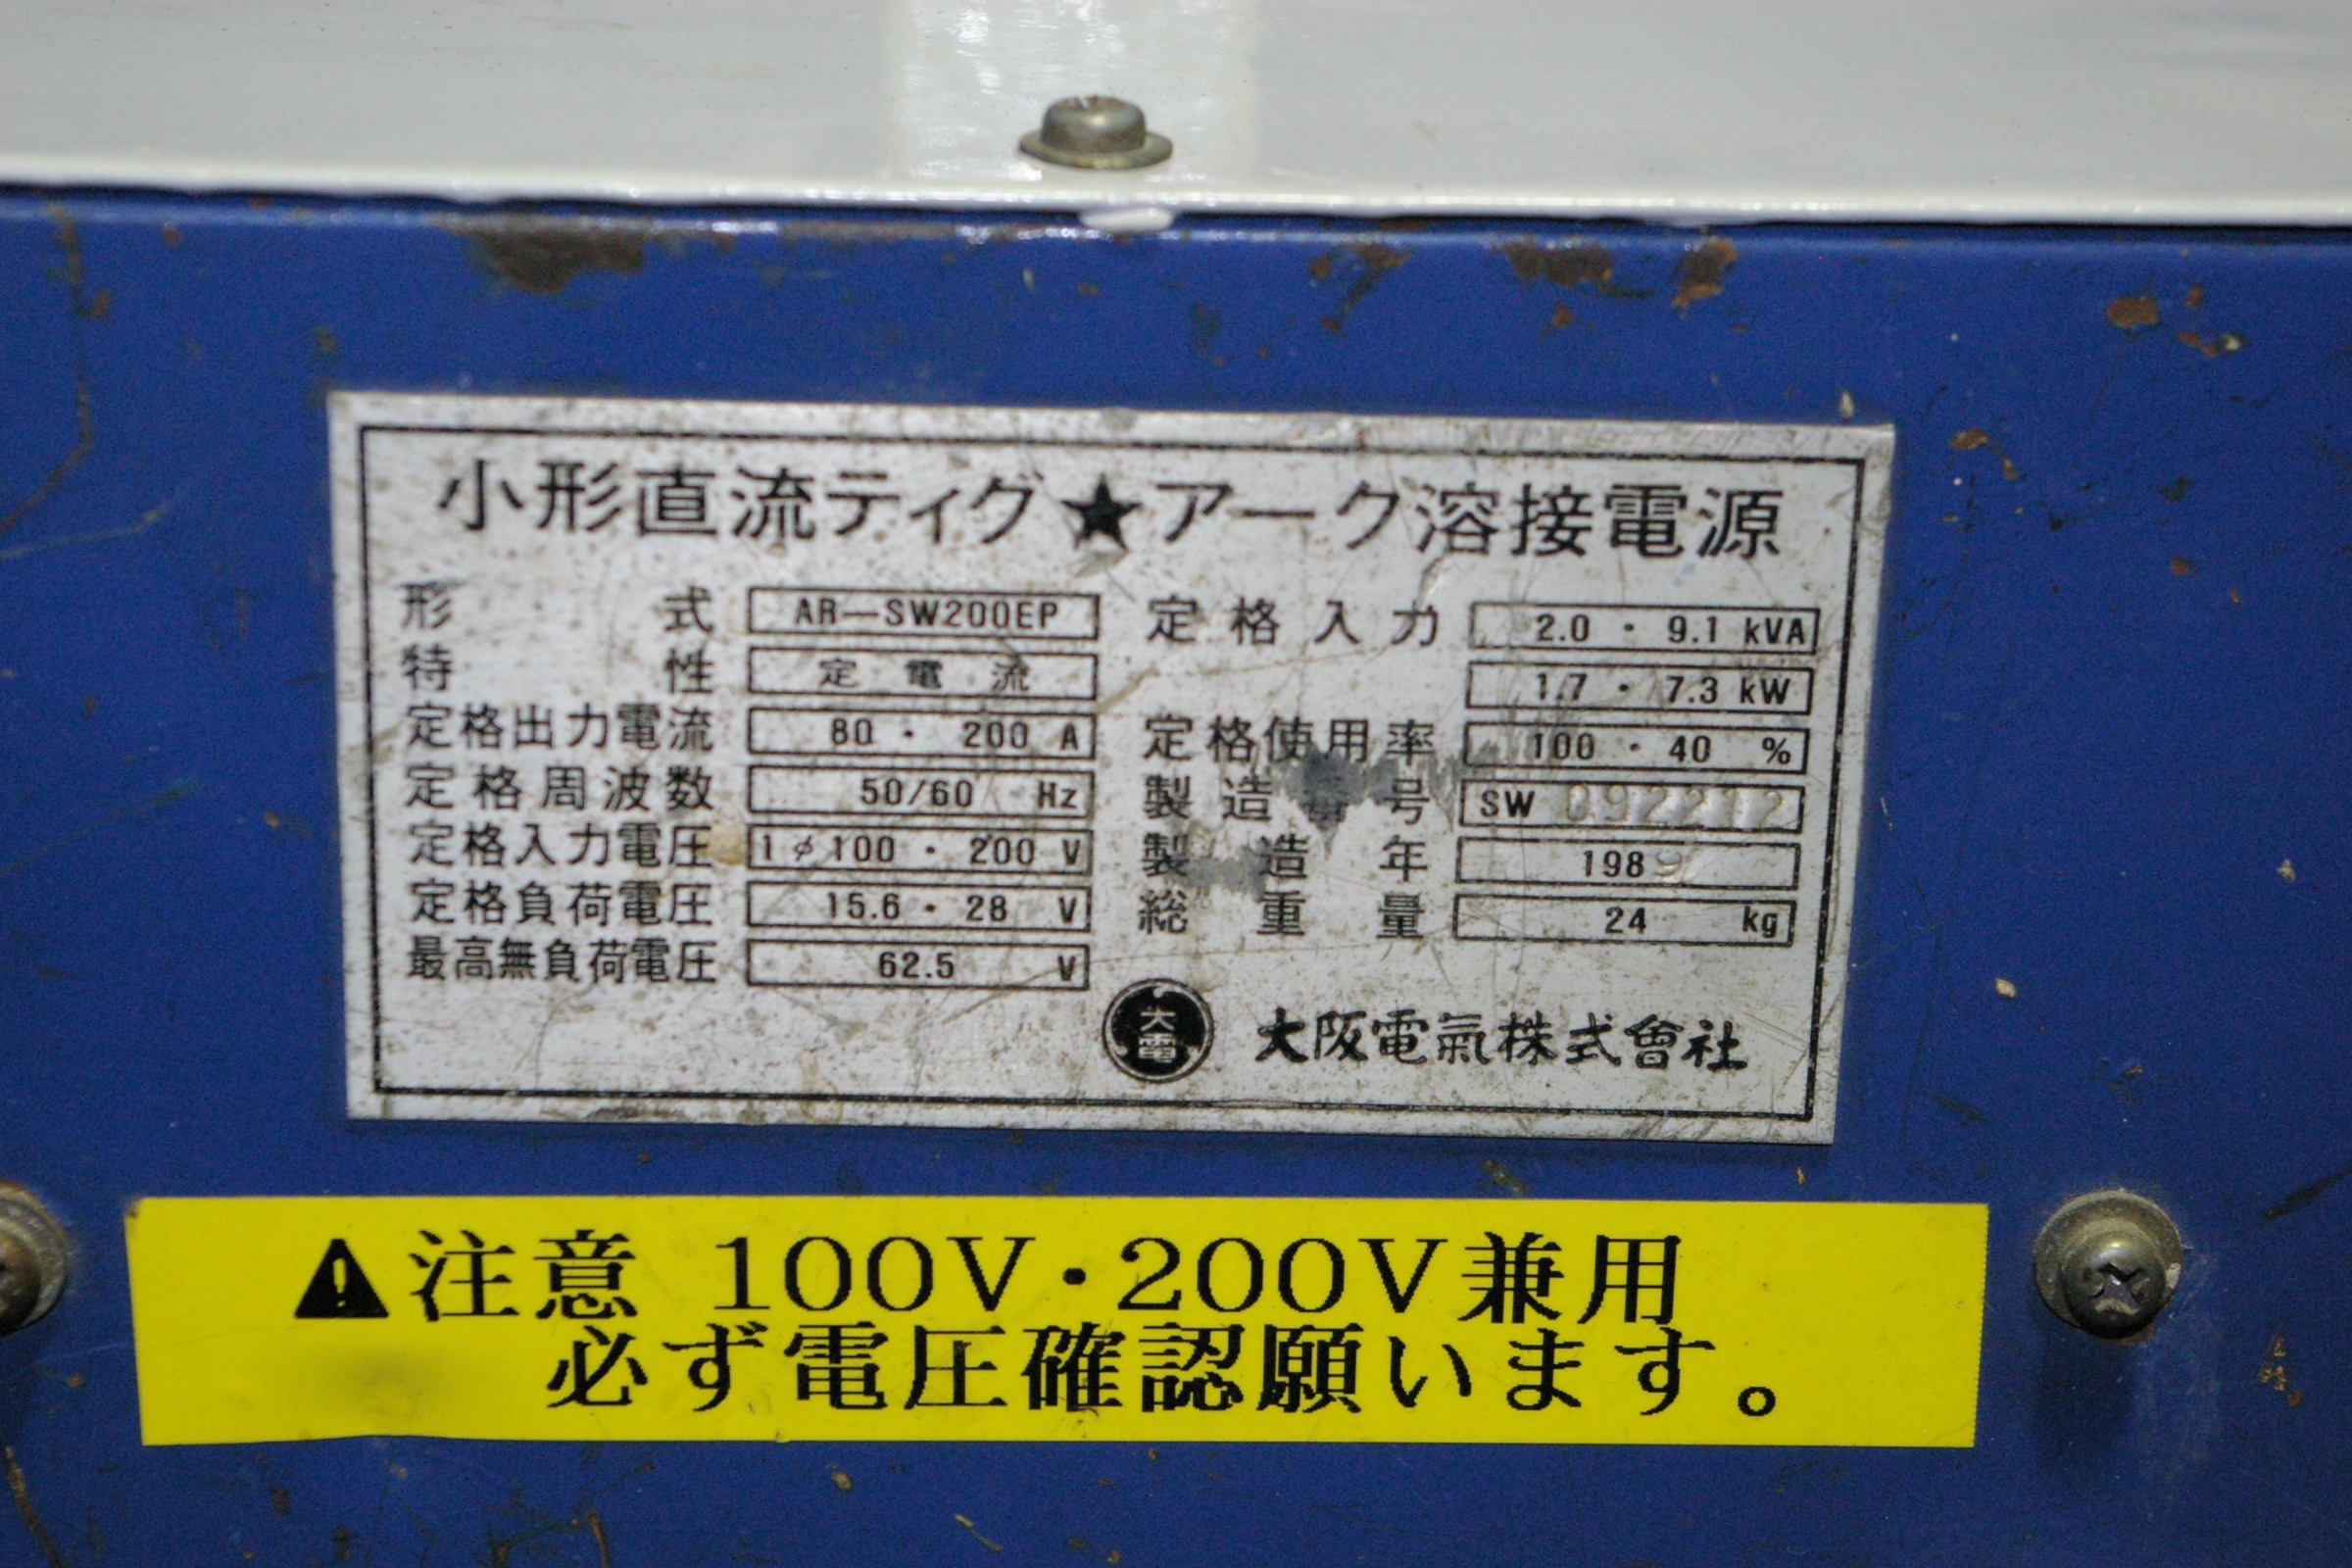 小形直流ティグ★アーク溶接電源
形式 AR-SW200EP
特性 定電流
定格出力電流 80・200 A
定格周波数 50/60 Hz
定格入力電圧 1φ100・200 V
定格負荷電圧 15.6・28 V
最高無負荷電圧 62.5 V
定格入力 2.0・9.1 kVA
1.7・7.3 kW
定格使用率 100・40 %
製造番号 SW
製造年 1989
総重量 24 kg
大電 大阪電氣株式會社
注意 100V・200V兼用
必ず電圧確認願います。